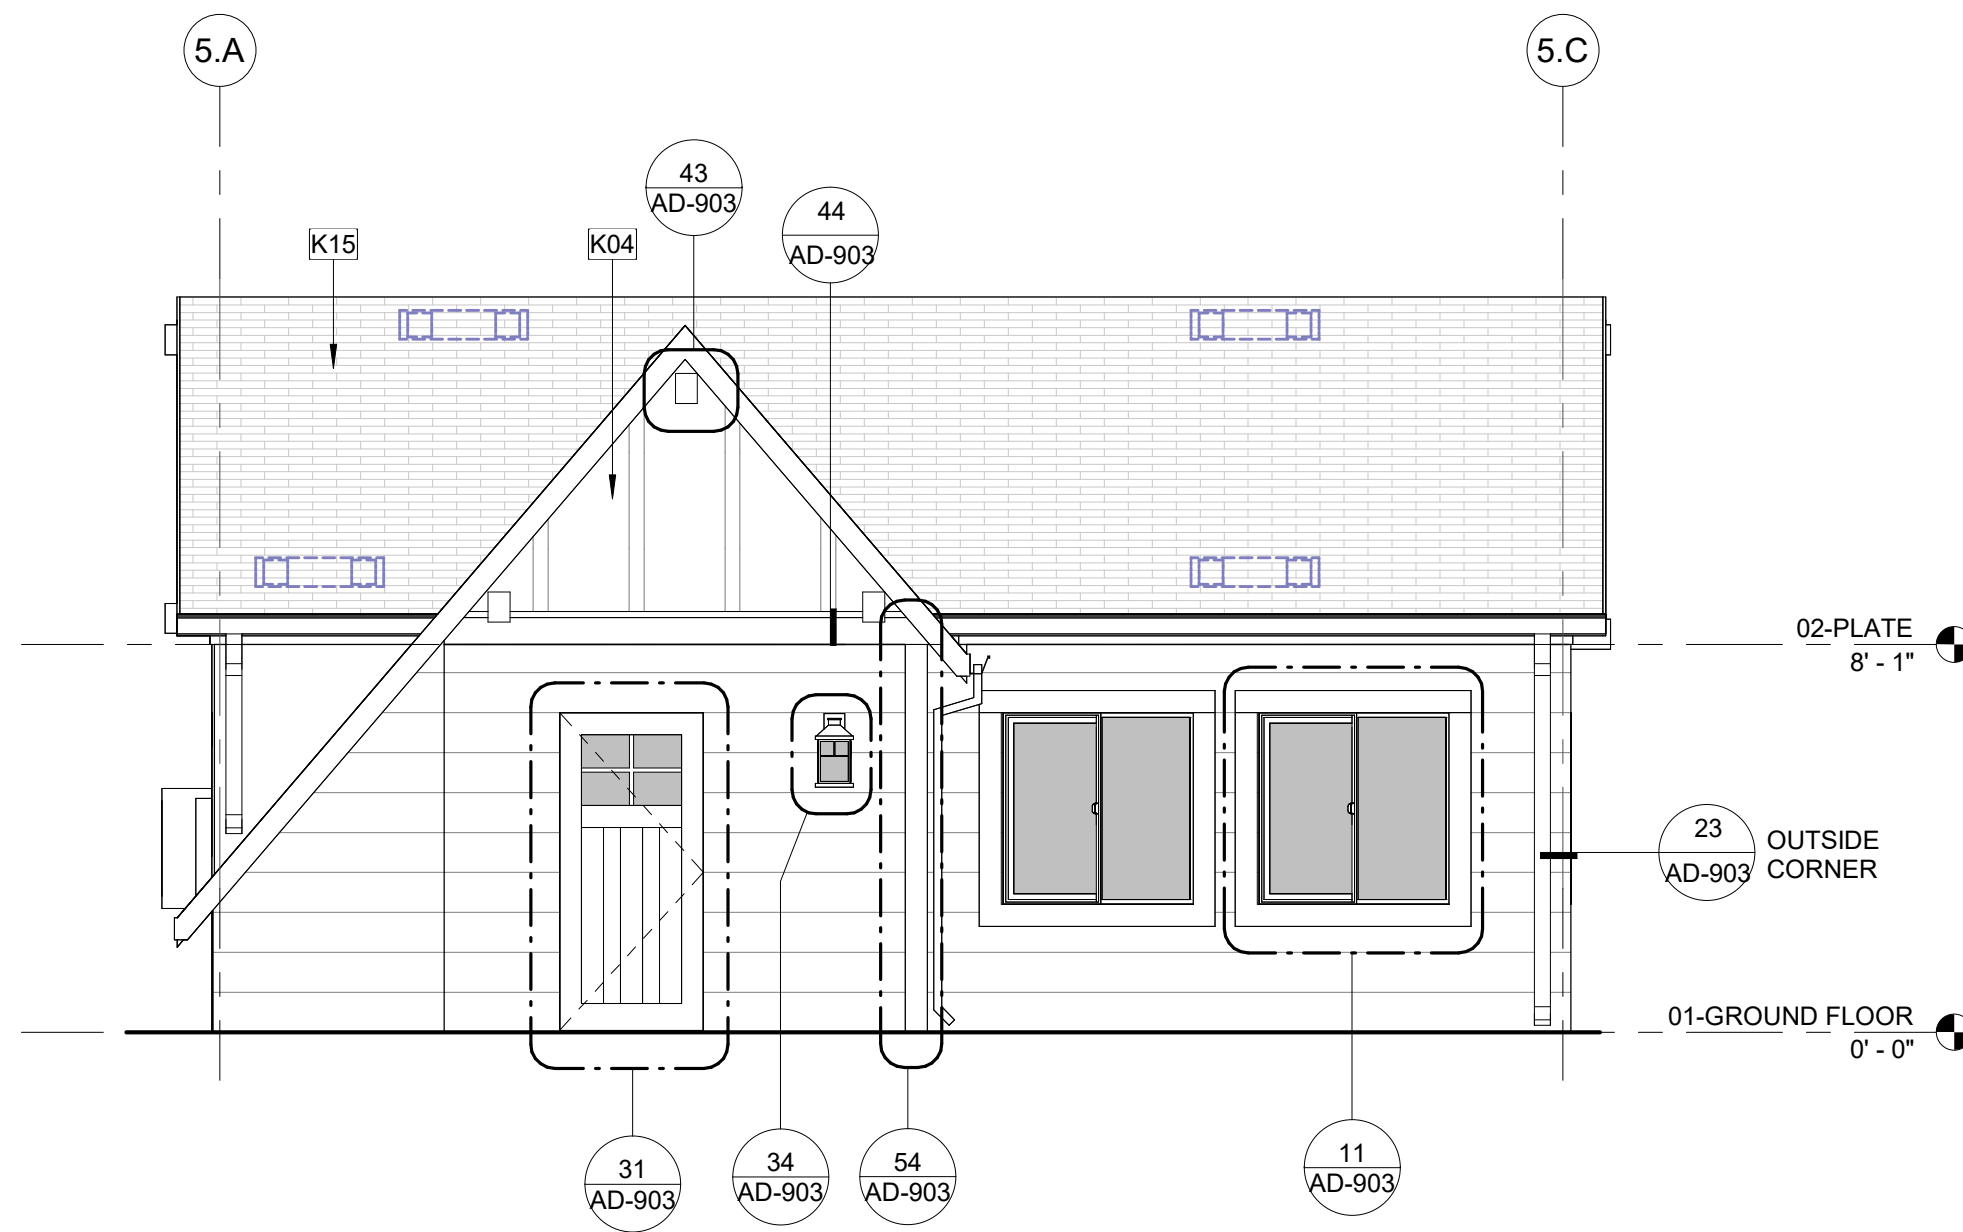 5.A
5.C
43
AD-903
44
AD-903
K15
K04
02-PLATE
8' - 1"
23
AD-903
OUTSIDE
CORNER
01-GROUND FLOOR
0' - 0"
31
AD-903
34
AD-903
54
AD-903
11
AD-903